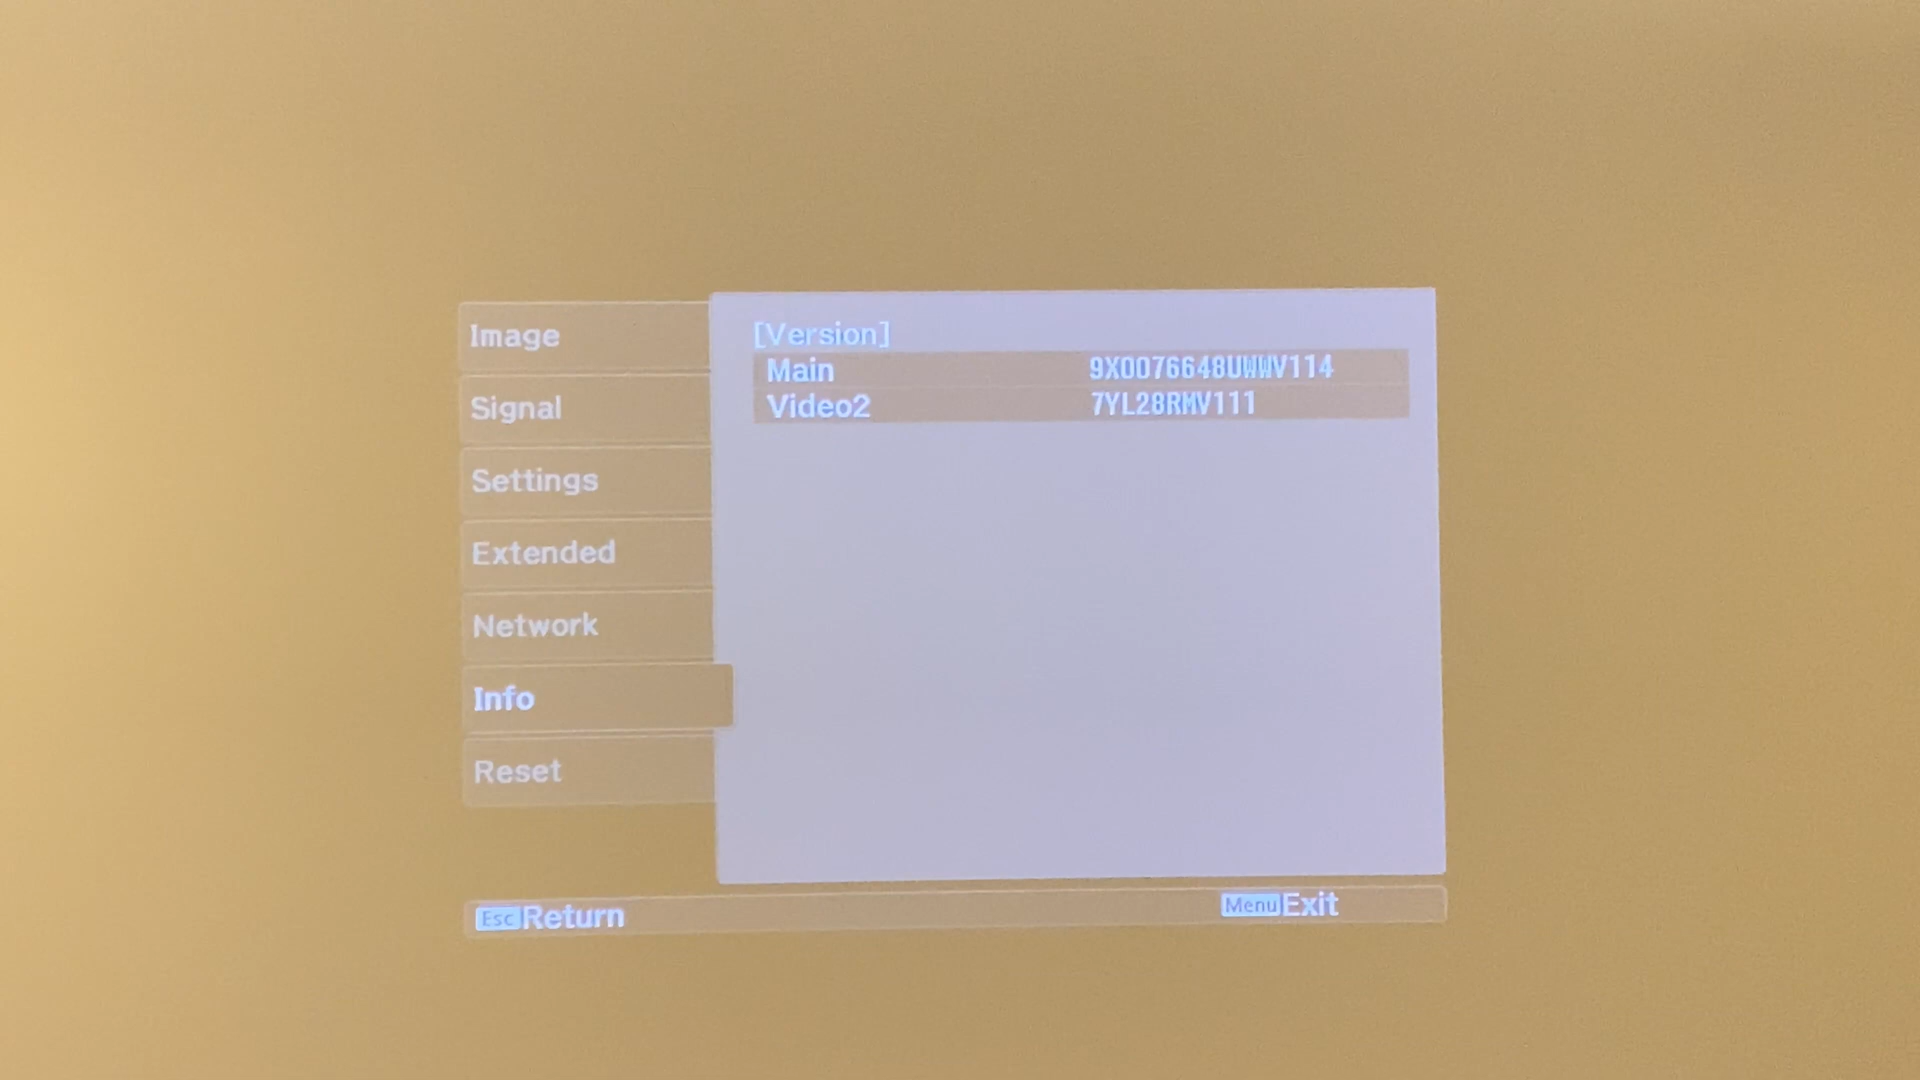 Image
Signal
Settings
Extended
Network
Info
Reset
[Version]
Main 9X0076648UWWV114
Video2 7YL28RMV111
Esc Return
Menu Exit